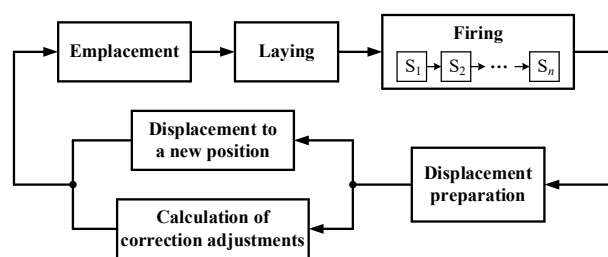 Emplacement
Laying
Firing
S1 S2 ··· Sn
Displacement to
a new position
Displacement
preparation
Calculation of
correction adjustments